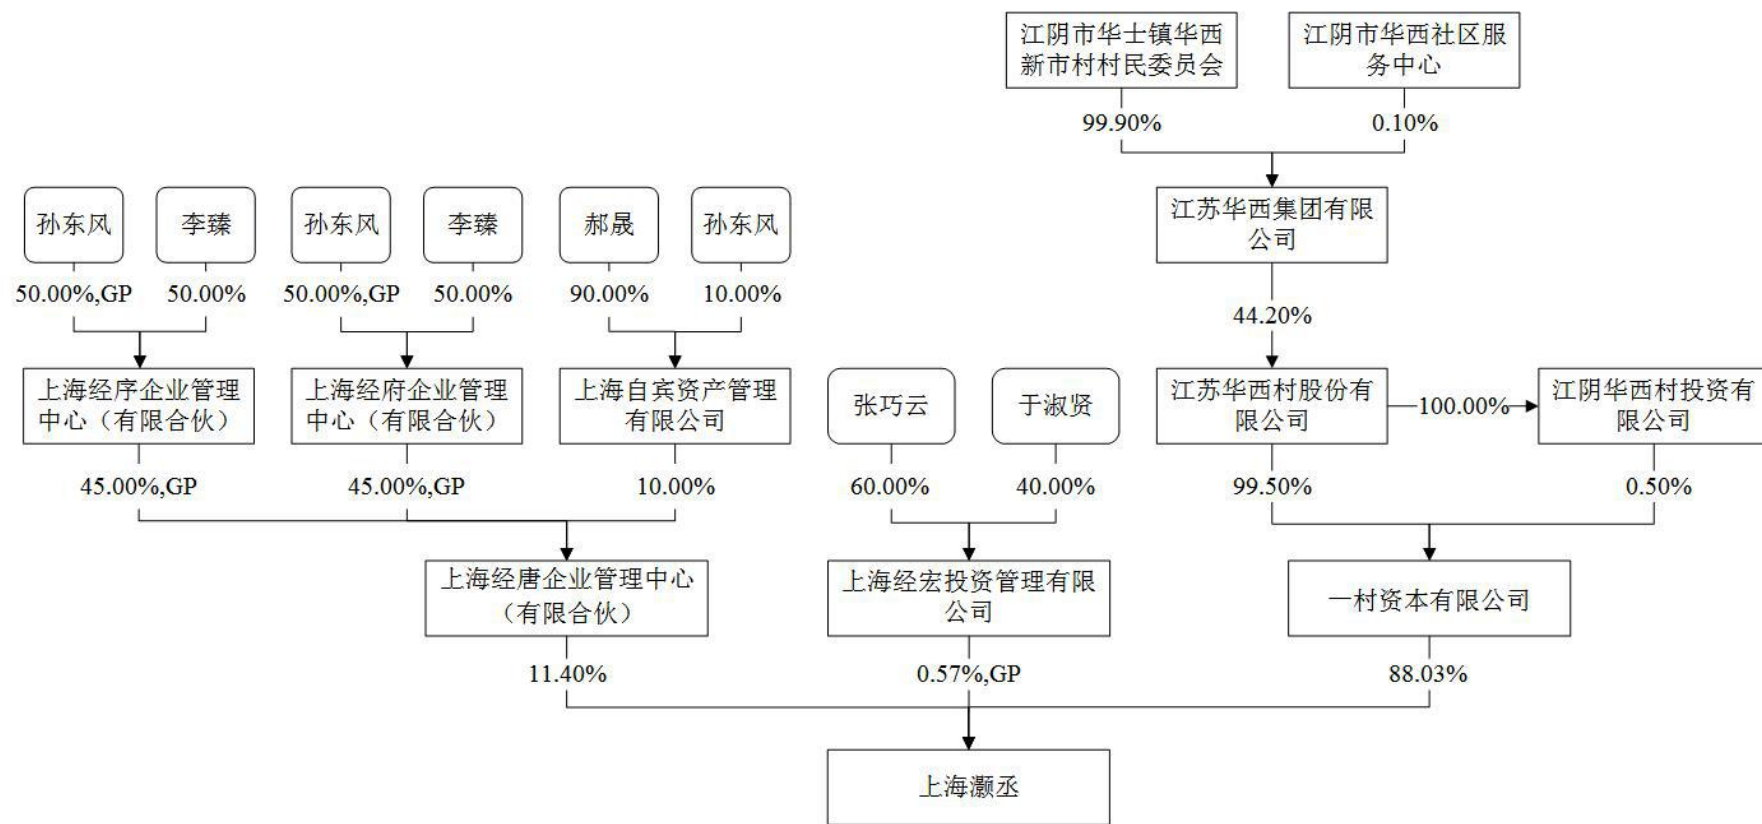 江阴市华士镇华西
新市村村民委员会
江阴市华西社区服
务中心
99.90%
0.10%
孙东风
李臻
孙东风
李臻
郝晟
孙东风
江苏华西集团有限
公司
50.00%,GP
50.00%
50.00%,GP
50.00%
90.00%
10.00%
44.20%
上海经序企业管理
中心（有限合伙）
上海经府企业管理
中心（有限合伙）
上海自宾资产管理
有限公司
张巧云
于淑贤
江苏华西村股份有
限公司
100.00%
江阴华西村投资有
限公司
45.00%,GP
45.00%,GP
10.00%
60.00%
40.00%
99.50%
0.50%
上海经唐企业管理中心
（有限合伙）
上海经宏投资管理有限
公司
一村资本有限公司
11.40%
0.57%,GP
88.03%
上海灏丞